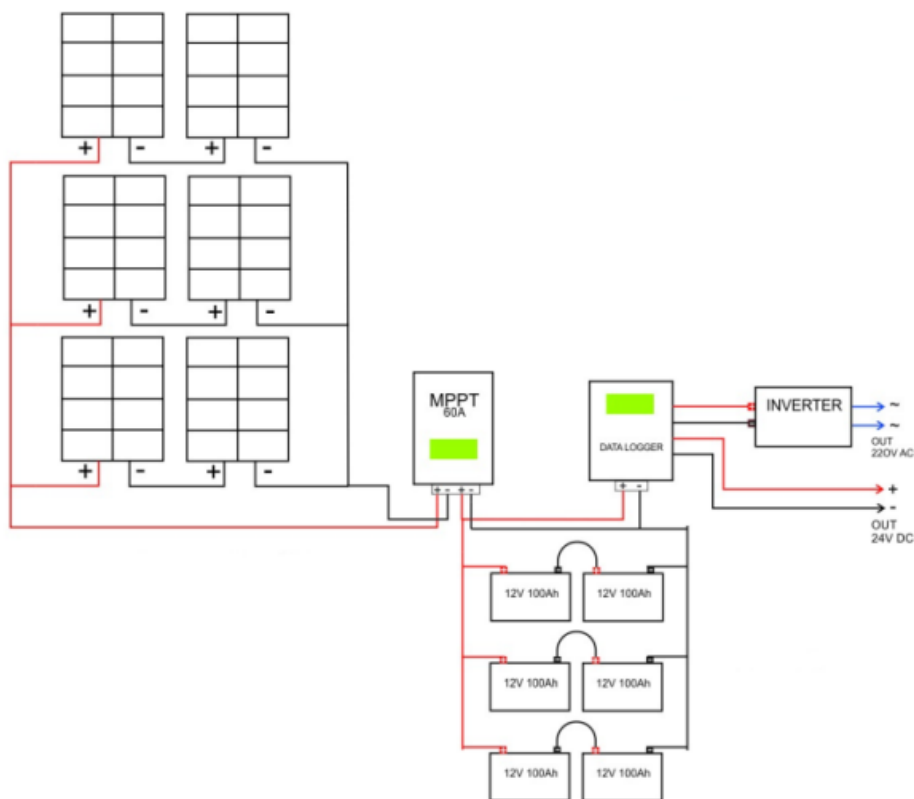 + - + -
+ - + -
+ - + -
MPPT
60A
+ - + -
DATA LOGGER
+ -
INVERTER
~
~
OUT
220V AC
+
-
OUT
24V DC
12V 100Ah 12V 100Ah
12V 100Ah 12V 100Ah
12V 100Ah 12V 100Ah